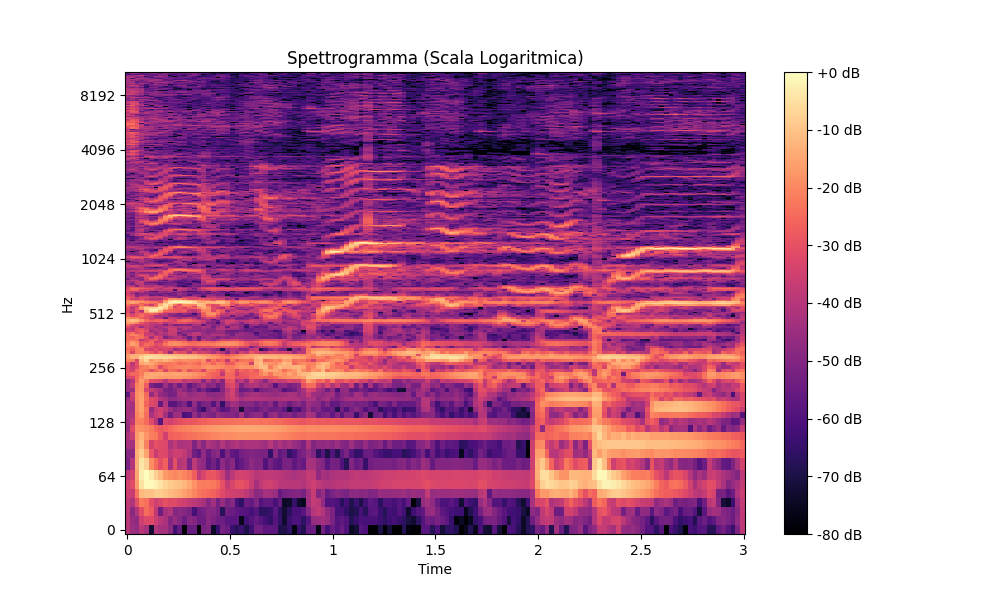 Spettrogramma (Scala Logaritmica)
8192
4096
2048
1024
512
256
128
64
0
Hz
0
0.5
1
1.5
2
2.5
3
Time
+0 dB
-10 dB
-20 dB
-30 dB
-40 dB
-50 dB
-60 dB
-70 dB
-80 dB